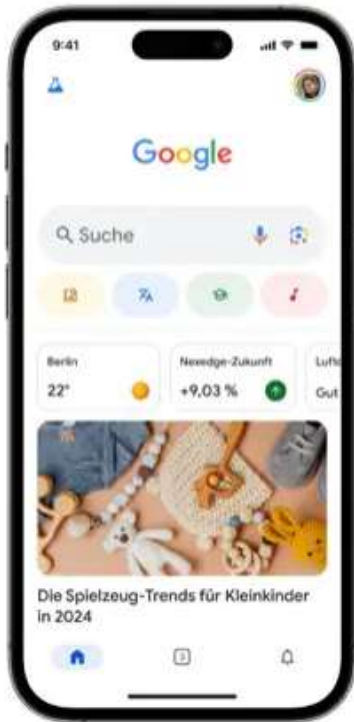 9:41
Google
Suche
Berlin
22°
Nexedge-Zukunft
+9,03 %
Gut
Die Spielzeug-Trends für Kleinkinder
in 2024